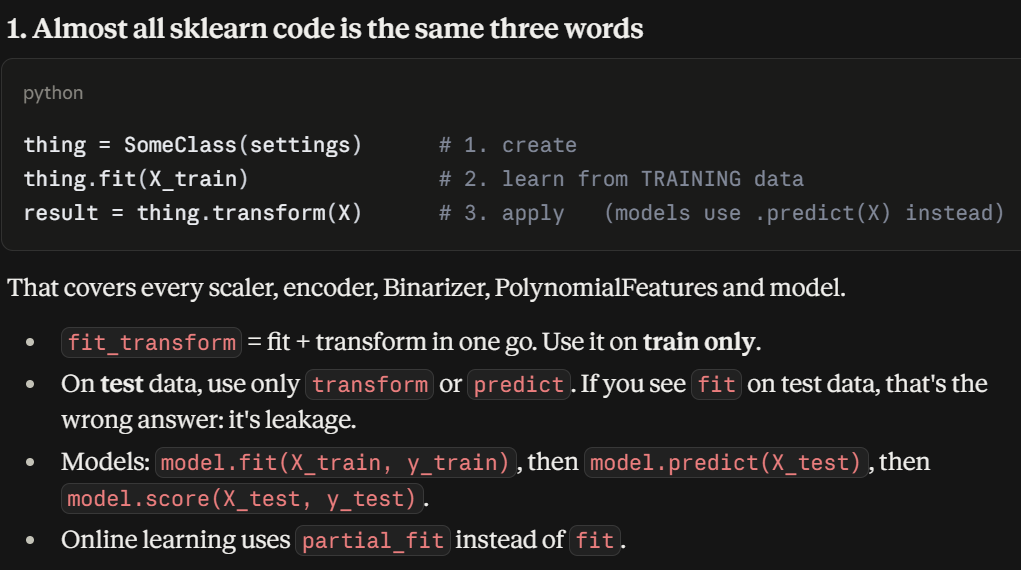 1. Almost all sklearn code is the same three words
python
thing = SomeClass(settings)      # 1. create
thing.fit(X_train)               # 2. learn from TRAINING data
result = thing.transform(X)      # 3. apply   (models use .predict(X) instead)
That covers every scaler, encoder, Binarizer, PolynomialFeatures and model.
• fit_transform = fit + transform in one go. Use it on train only.
• On test data, use only transform or predict. If you see fit on test data, that's the
wrong answer: it's leakage.
• Models: model.fit(X_train, y_train), then model.predict(X_test), then
model.score(X_test, y_test).
• Online learning uses partial_fit instead of fit.